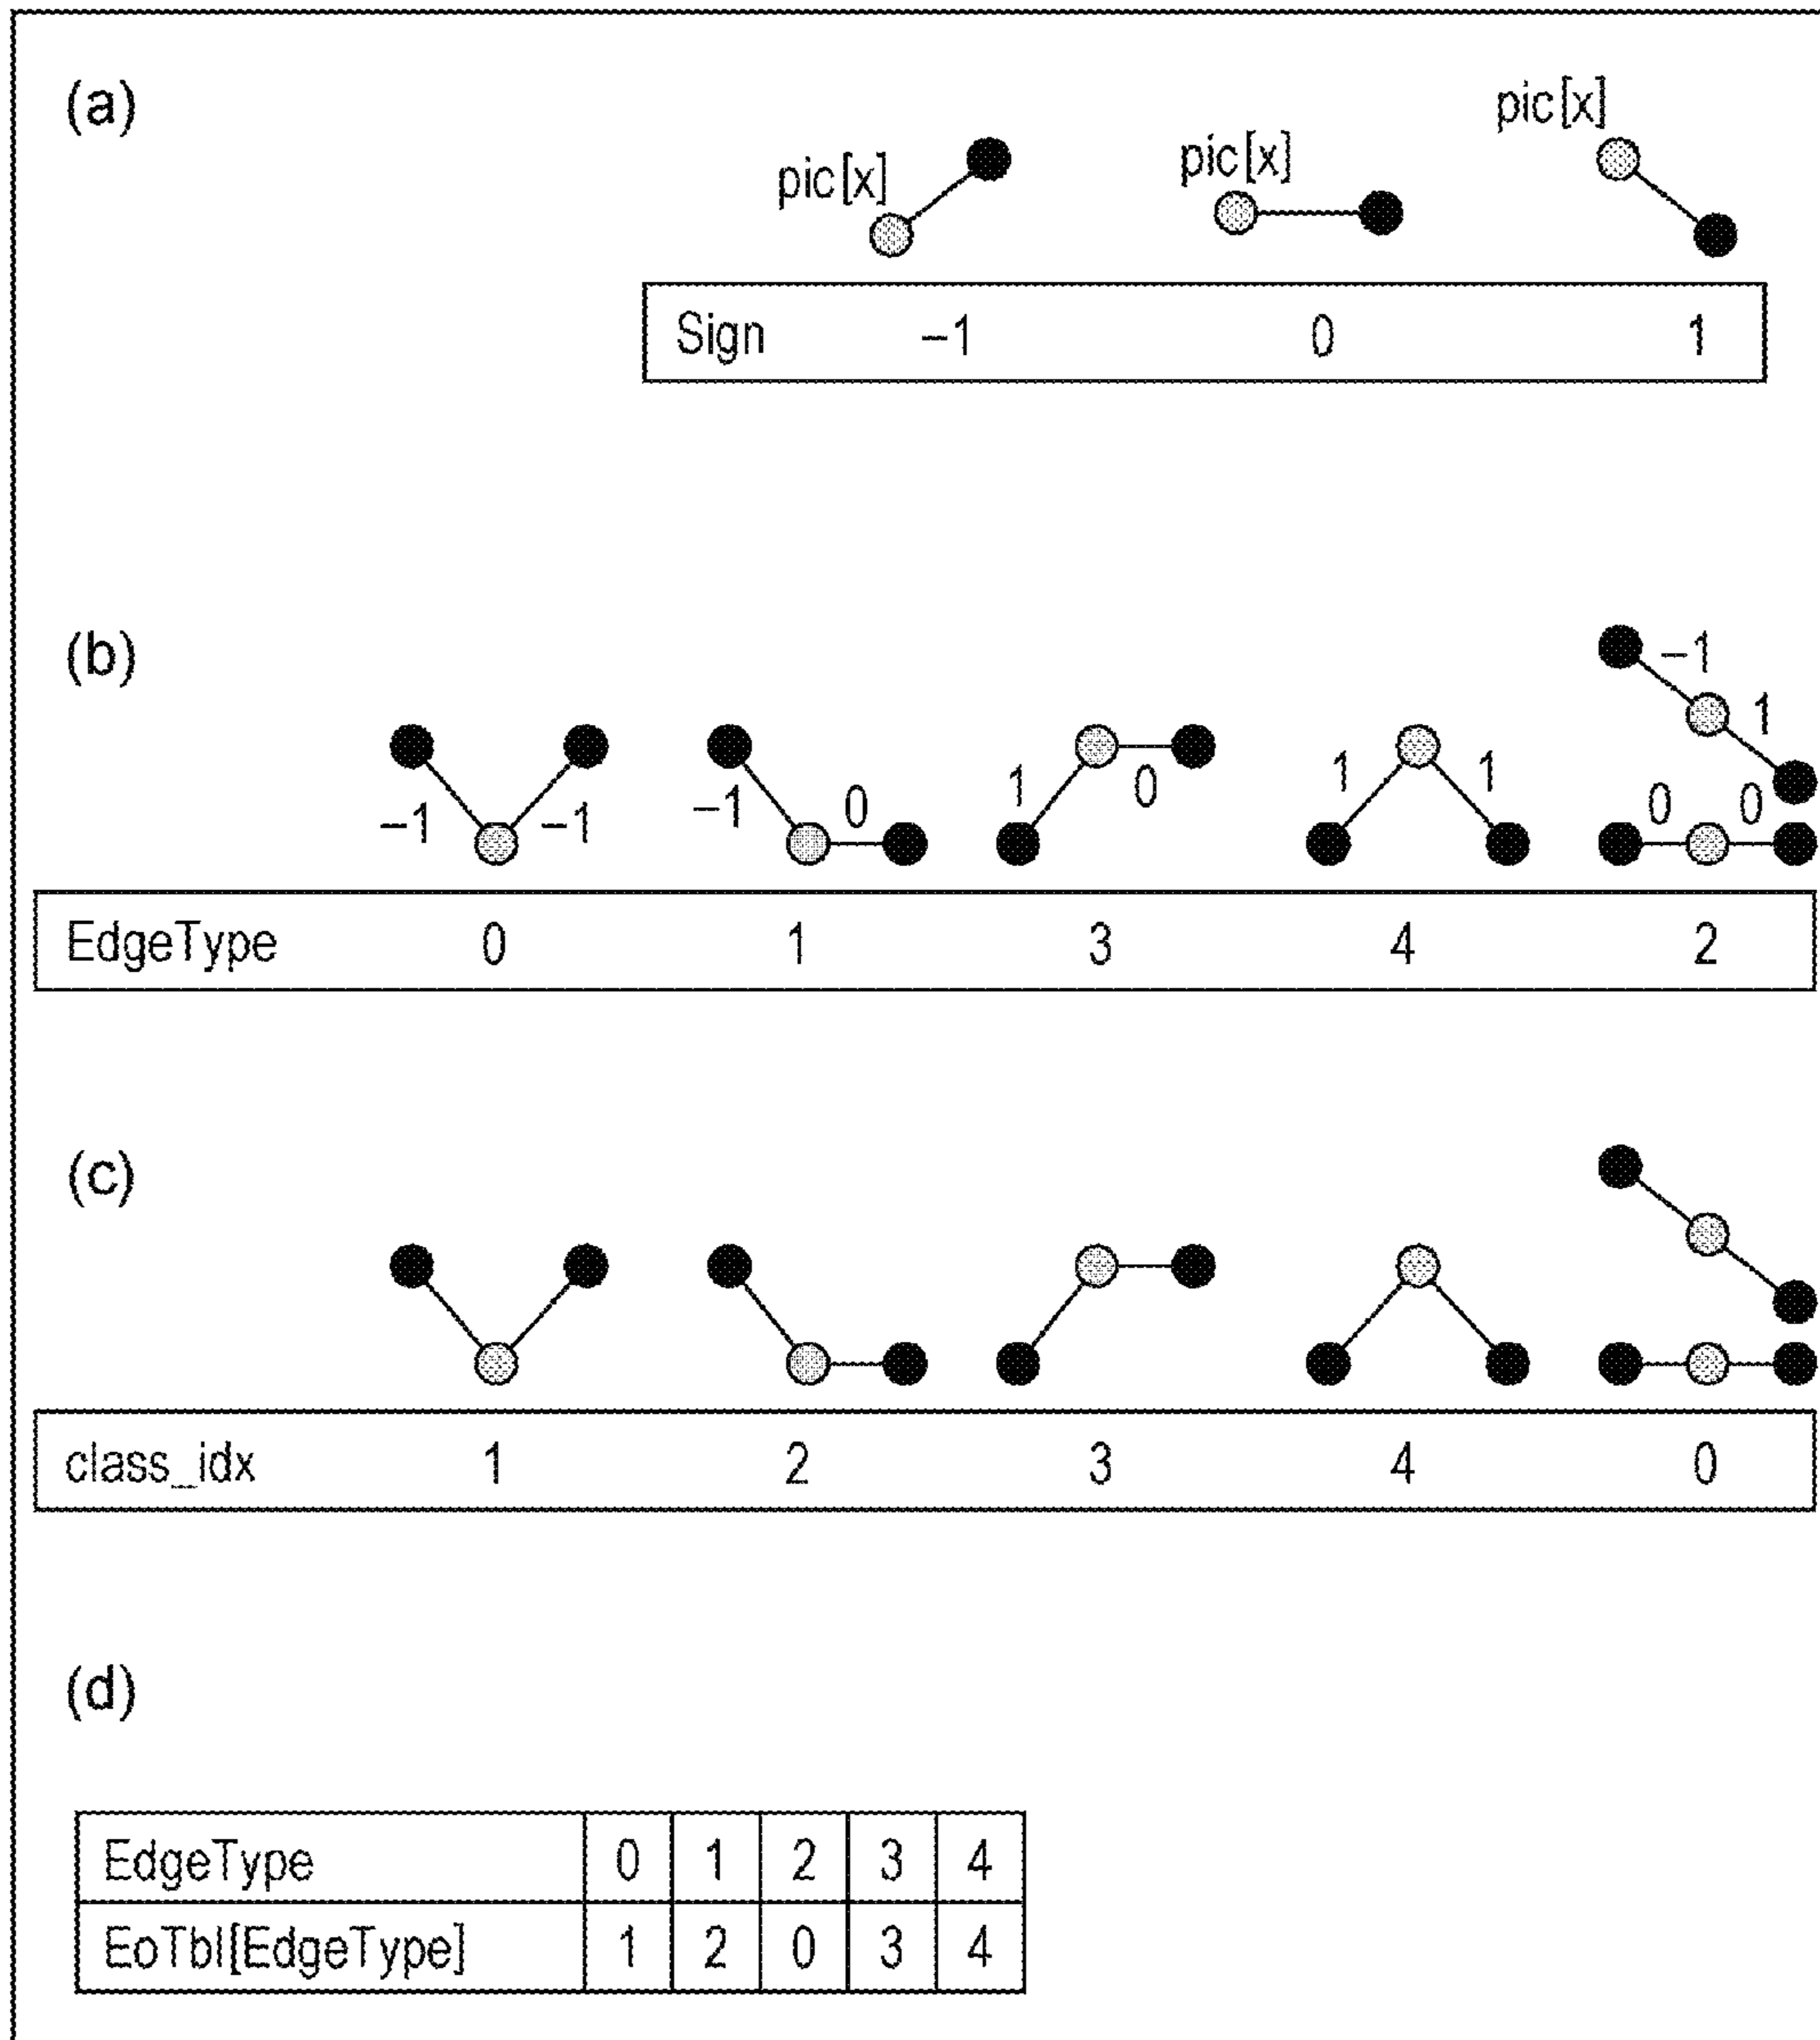 (a)
pic[x] pic[x] pic[x]
Sign –1 0 1
(b)
–1 –1 –1 0 1 0 1 1 –1 1 0 0
EdgeType 0 1 3 4 2
(c)
class_idx 1 2 3 4 0
(d)
EdgeType 0 1 2 3 4
EoTbl[EdgeType] 1 2 0 3 4